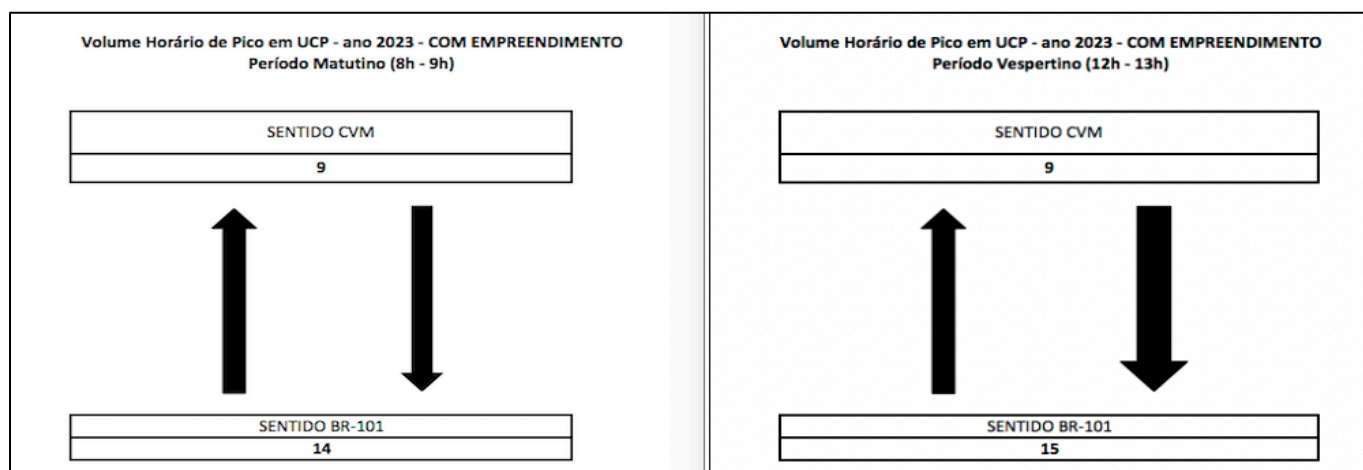 Volume Horário de Pico em UCP - ano 2023 - COM EMPREENDIMENTO
Período Matutino (8h - 9h)
SENTIDO CVM
9
SENTIDO BR-101
14
Volume Horário de Pico em UCP - ano 2023 - COM EMPREENDIMENTO
Período Vespertino (12h - 13h)
SENTIDO CVM
9
SENTIDO BR-101
15